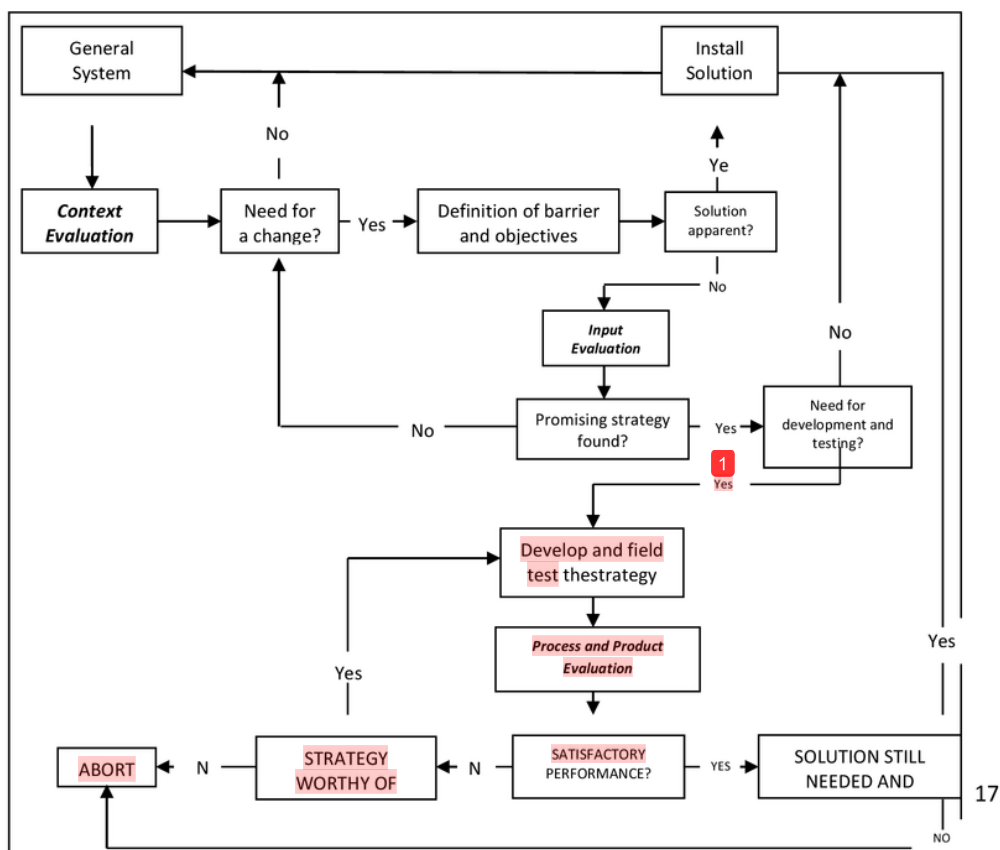 General
System
Install
Solution
No
Ye
Context
Evaluation
Need for
a change?
Yes
Definition of barrier
and objectives
Solution
apparent?
No
Input
Evaluation
No
Promising strategy
found?
Yes
Need for
development and
testing?
No
1
Yes
Develop and field
test thestrategy
Process and Product
Evaluation
Yes
Yes
ABORT
N
STRATEGY
WORTHY OF
N
SATISFACTORY
PERFORMANCE?
YES
SOLUTION STILL
NEEDED AND
17
NO